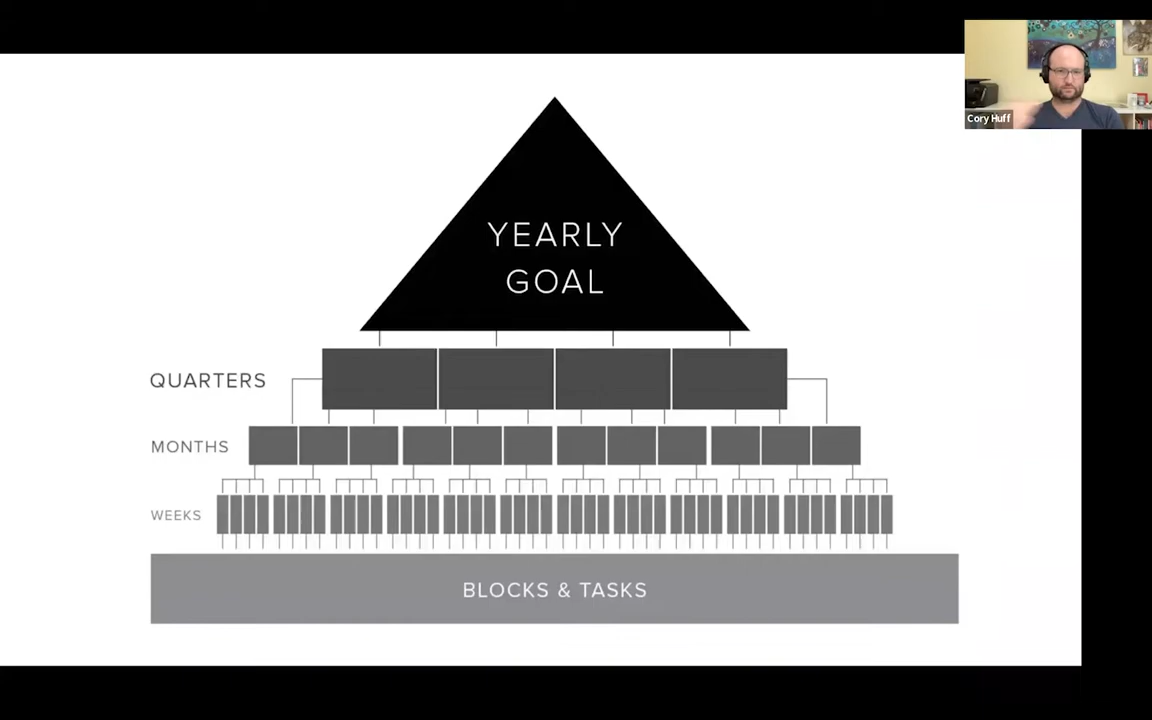 Cory Huff
YEARLY
GOAL
QUARTERS
MONTHS
WEEKS
BLOCKS & TASKS